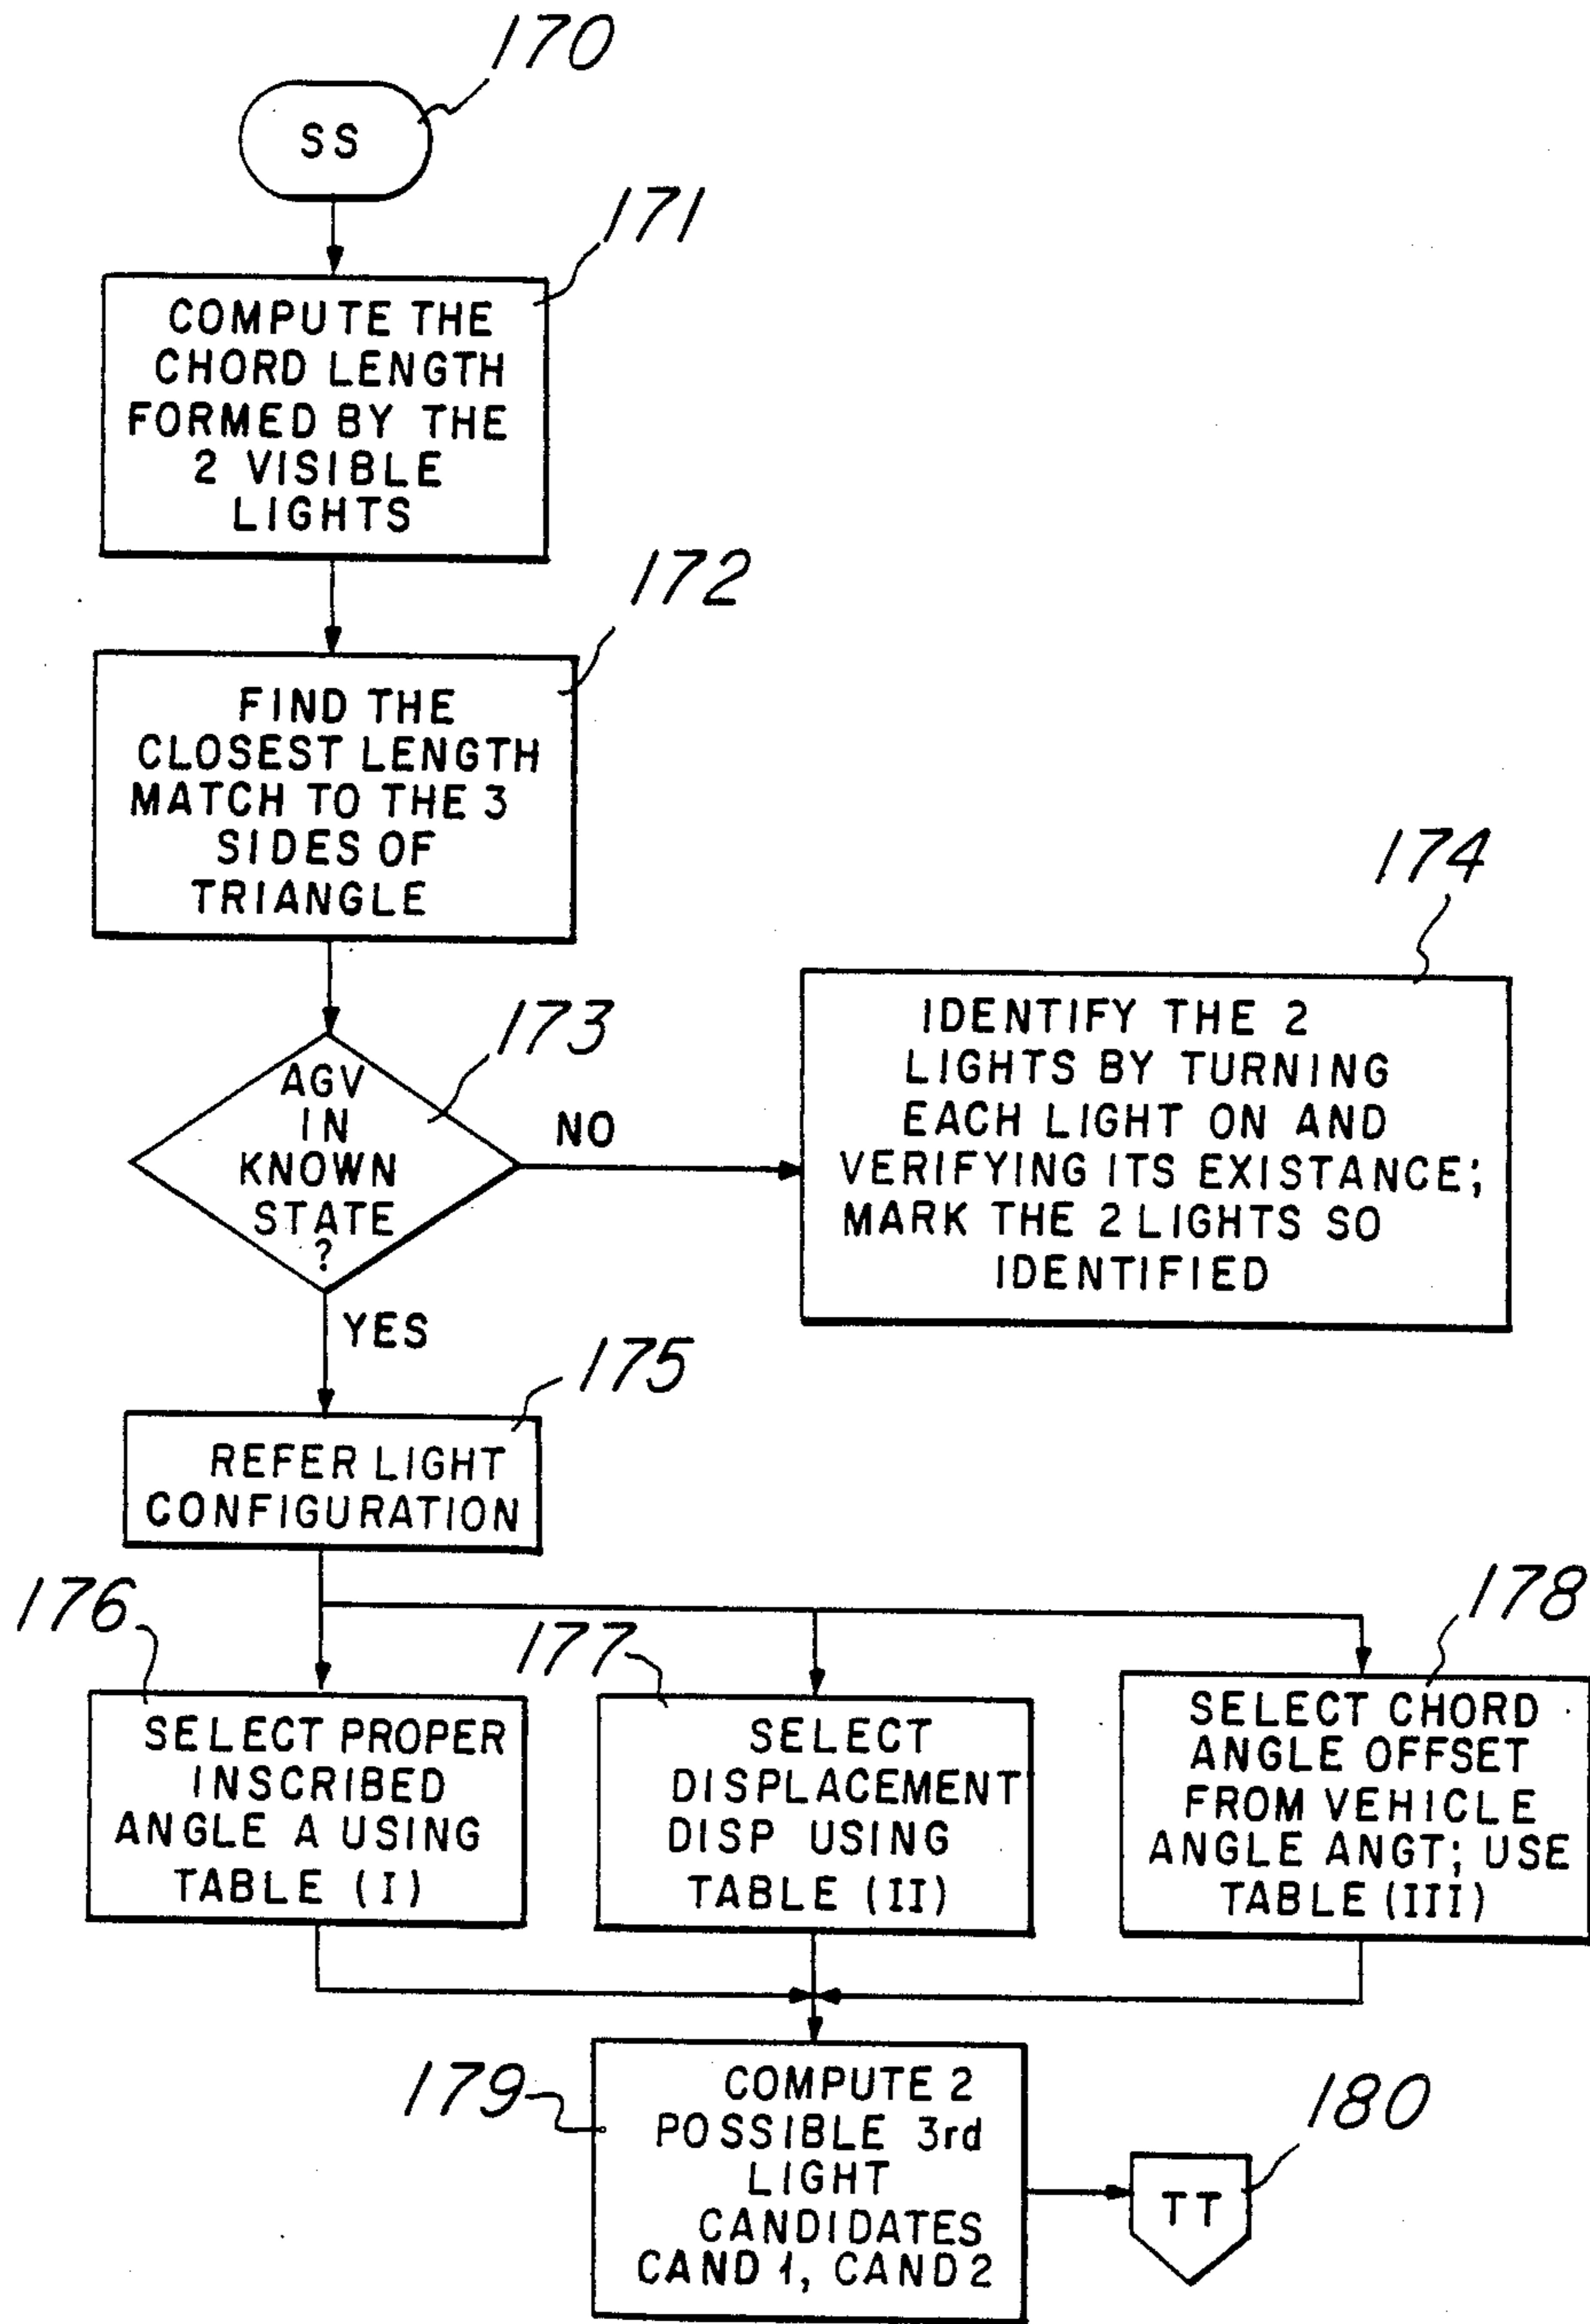 170
SS
171
COMPUTE THE
CHORD LENGTH
FORMED BY THE
2 VISIBLE
LIGHTS
172
FIND THE
CLOSEST LENGTH
MATCH TO THE 3
SIDES OF
TRIANGLE
173
AGV
IN
KNOWN
STATE
?
NO
174
IDENTIFY THE 2
LIGHTS BY TURNING
EACH LIGHT ON AND
VERIFYING ITS EXISTANCE;
MARK THE 2 LIGHTS SO
IDENTIFIED
YES
175
REFER LIGHT
CONFIGURATION
176
SELECT PROPER
INSCRIBED
ANGLE A USING
TABLE (I)
177
SELECT
DISPLACEMENT
DISP USING
TABLE (II)
178
SELECT CHORD
ANGLE OFFSET
FROM VEHICLE
ANGLE ANGT; USE
TABLE (III)
179
COMPUTE 2
POSSIBLE 3rd
LIGHT
CANDIDATES
CAND 1, CAND 2
180
TT